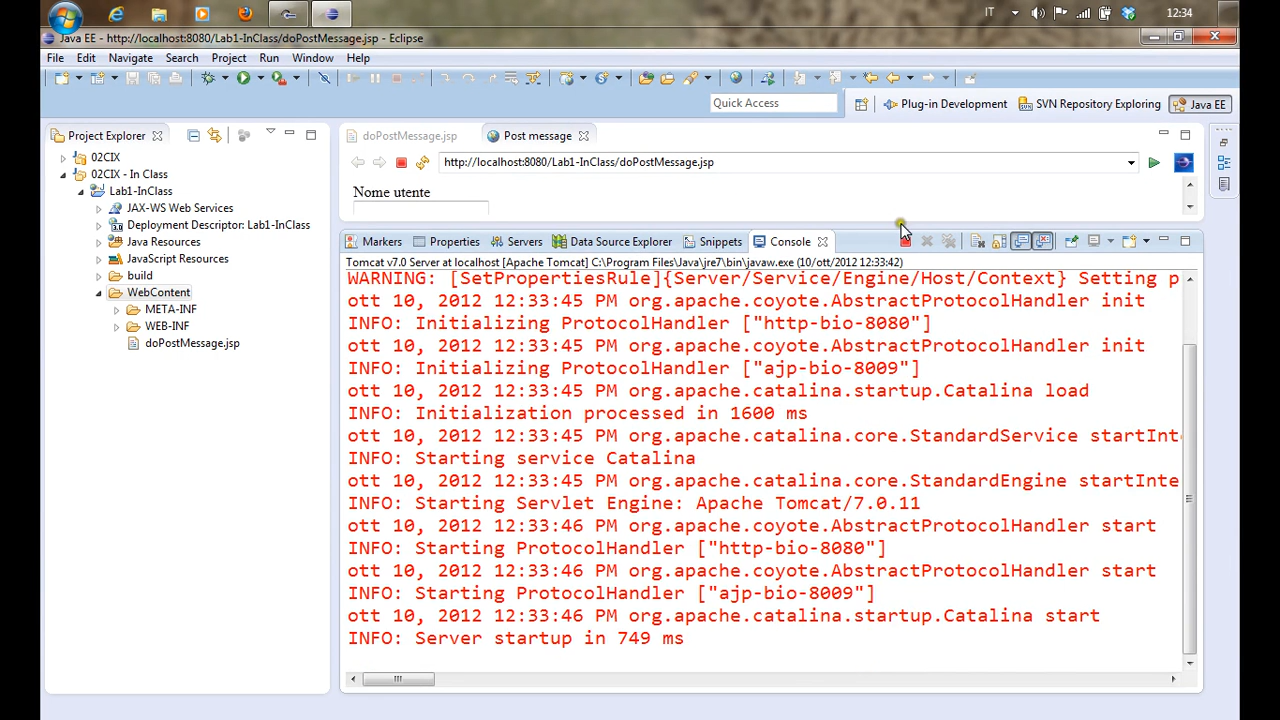 IT
12:34
Java EE - http://localhost:8080/Lab1-InClass/doPostMessage.jsp - Eclipse
File Edit Navigate Search Project Run Window Help
Quick Access
Plug-in Development
SVN Repository Exploring
Java EE
Project Explorer
02CIX
02CIX - In Class
Lab1-InClass
JAX-WS Web Services
Deployment Descriptor: Lab1-InClass
Java Resources
JavaScript Resources
build
WebContent
META-INF
WEB-INF
doPostMessage.jsp
doPostMessage.jsp
Post message
http://localhost:8080/Lab1-InClass/doPostMessage.jsp
Nome utente
Markers
Properties
Servers
Data Source Explorer
Snippets
Console
Tomcat v7.0 Server at localhost [Apache Tomcat] C:\Program Files\Java\jre7\bin\javaw.exe (10/ott/2012 12:33:42)
WARNING: [SetPropertiesRule]{Server/Service/Engine/Host/Context} Setting p
ott 10, 2012 12:33:45 PM org.apache.coyote.AbstractProtocolHandler init
INFO: Initializing ProtocolHandler ["http-bio-8080"]
ott 10, 2012 12:33:45 PM org.apache.coyote.AbstractProtocolHandler init
INFO: Initializing ProtocolHandler ["ajp-bio-8009"]
ott 10, 2012 12:33:45 PM org.apache.catalina.startup.Catalina load
INFO: Initialization processed in 1600 ms
ott 10, 2012 12:33:45 PM org.apache.catalina.core.StandardService startInte
INFO: Starting service Catalina
ott 10, 2012 12:33:45 PM org.apache.catalina.core.StandardEngine startInte
INFO: Starting Servlet Engine: Apache Tomcat/7.0.11
ott 10, 2012 12:33:46 PM org.apache.coyote.AbstractProtocolHandler start
INFO: Starting ProtocolHandler ["http-bio-8080"]
ott 10, 2012 12:33:46 PM org.apache.coyote.AbstractProtocolHandler start
INFO: Starting ProtocolHandler ["ajp-bio-8009"]
ott 10, 2012 12:33:46 PM org.apache.catalina.startup.Catalina start
INFO: Server startup in 749 ms